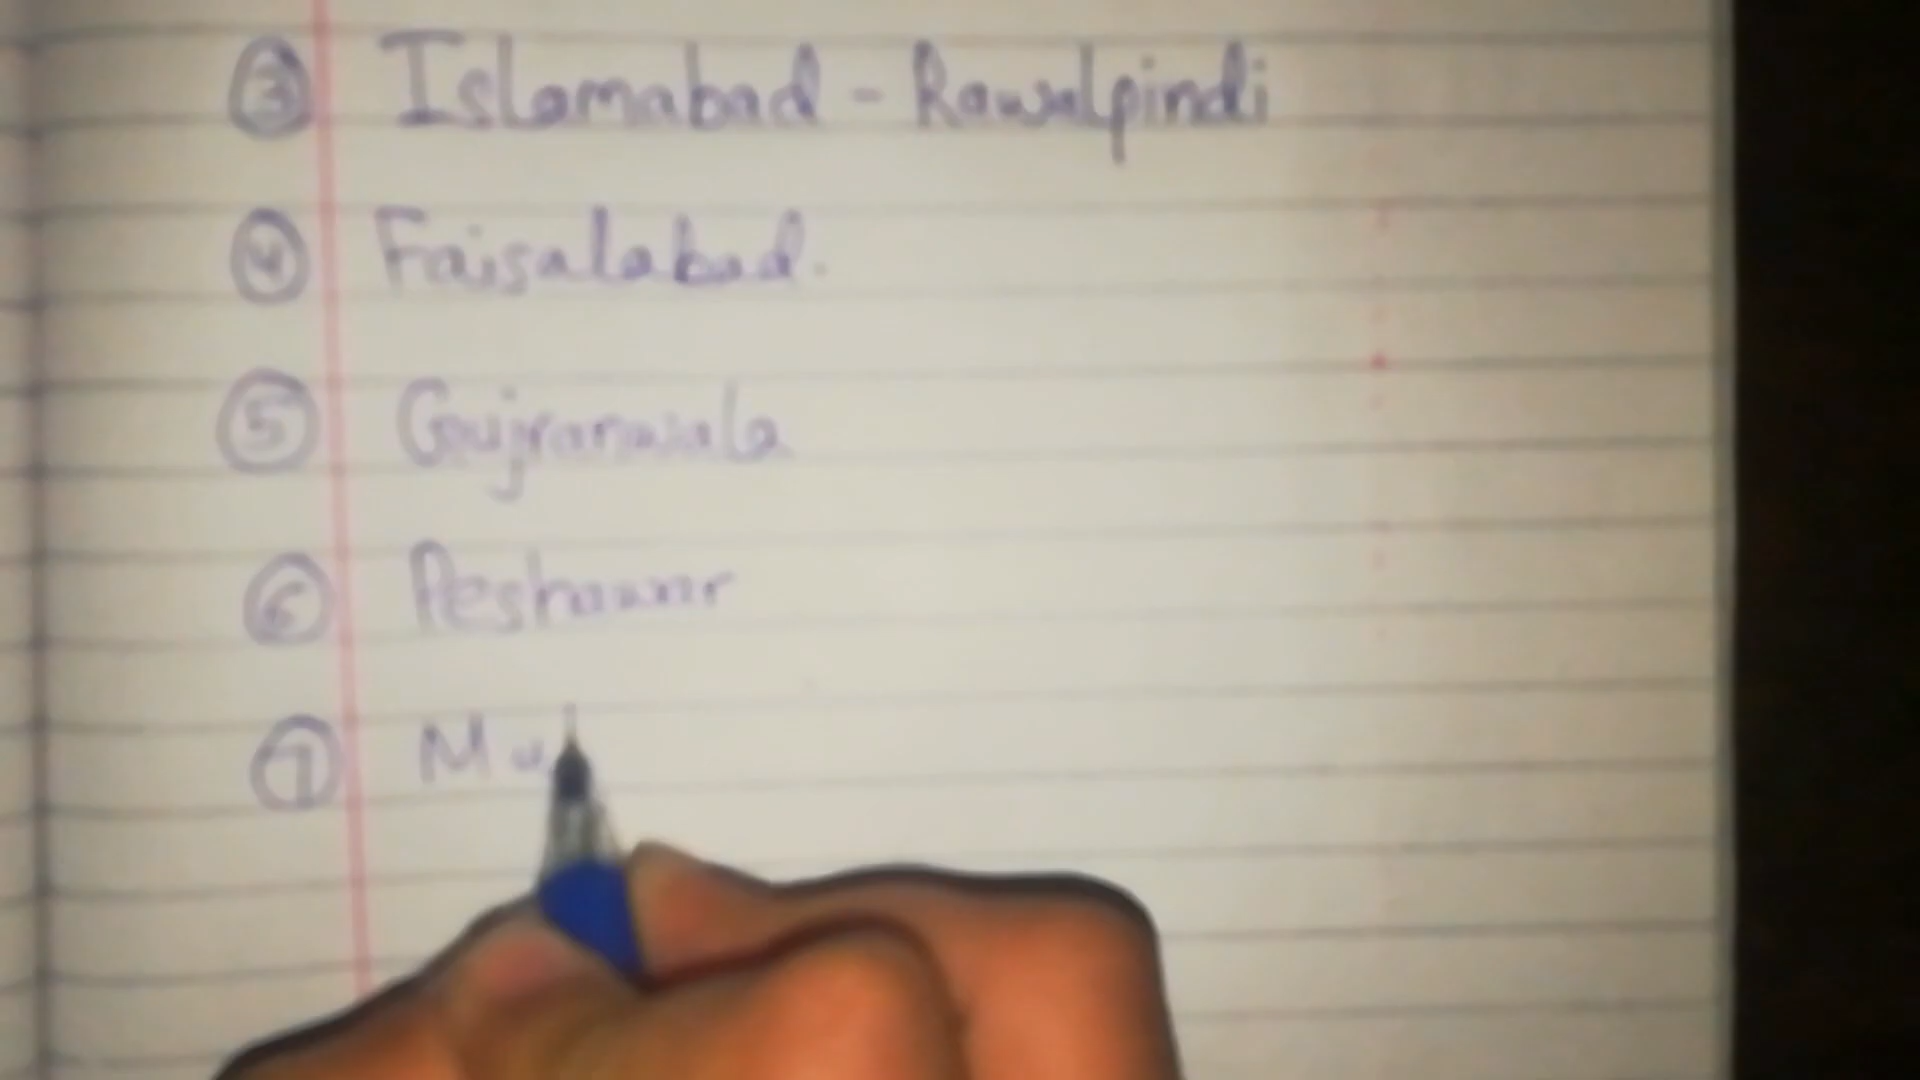 ③ Islamabad - Rawalpindi
④ Faisalabad.
⑤ Gujranwala
⑥ Peshawar
⑦ Mu